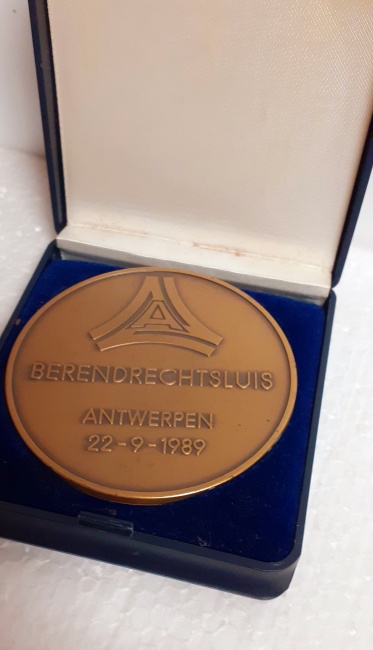 A
BERENDRECHTSLUIS
ANTWERPEN
22-9-1989